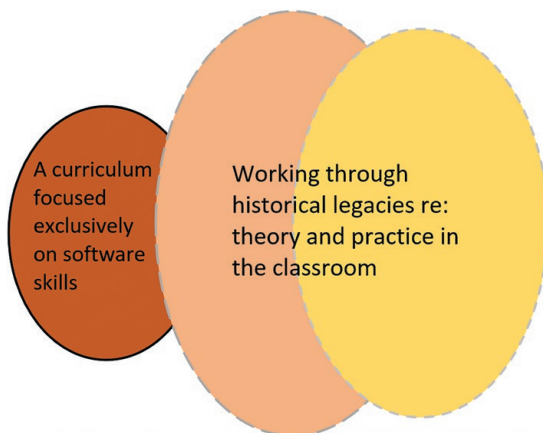 A curriculum
focused
exclusively
on software
skills
Working through
historical legacies re:
theory and practice in
the classroom